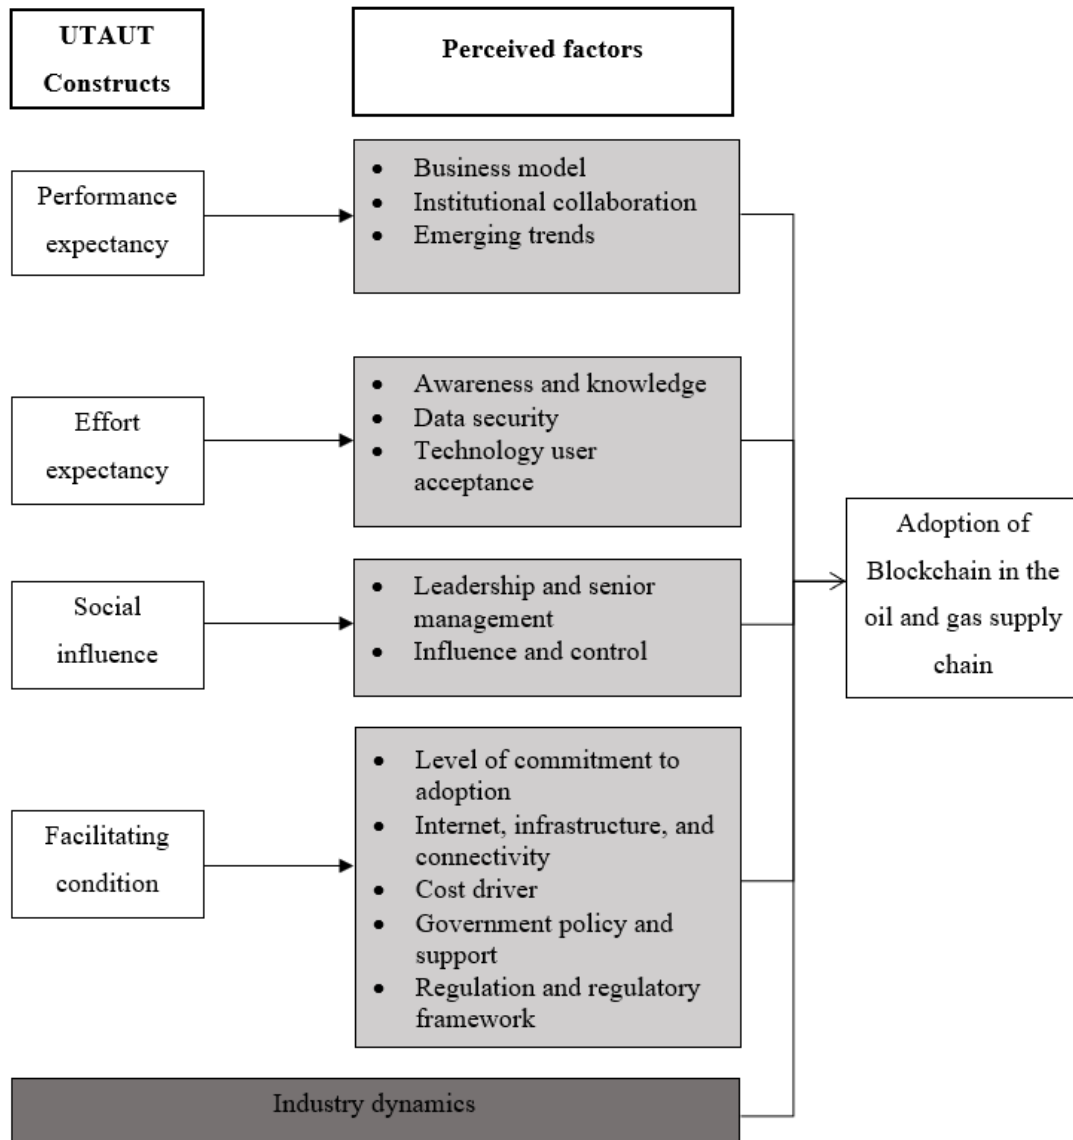 UTAUT
Constructs
Perceived factors
Performance
expectancy
• Business model
• Institutional collaboration
• Emerging trends
Effort
expectancy
• Awareness and knowledge
• Data security
• Technology user
acceptance
Social
influence
• Leadership and senior
management
• Influence and control
Facilitating
condition
• Level of commitment to
adoption
• Internet, infrastructure, and
connectivity
• Cost driver
• Government policy and
support
• Regulation and regulatory
framework
Industry dynamics
Adoption of
Blockchain in the
oil and gas supply
chain